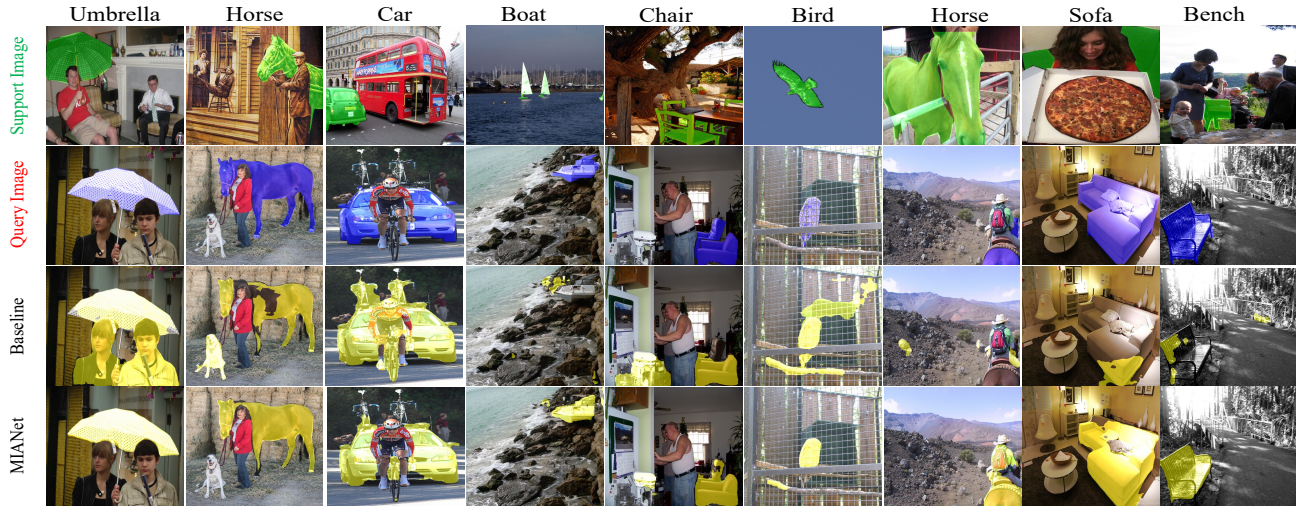 Umbrella Horse Car Boat Chair Bird Horse Sofa Bench
Support Image
Query Image
Baseline
MIANet